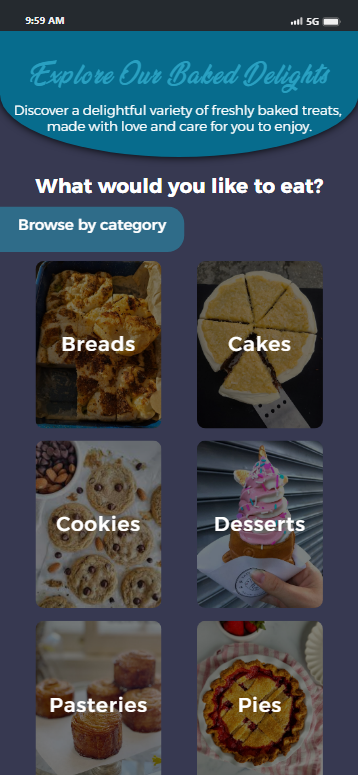 9:59 AM
5G
Explore Our Baked Delights
Discover a delightful variety of freshly baked treats,
made with love and care for you to enjoy.
What would you like to eat?
Browse by category
Breads
Cakes
Cookies
Desserts
Pasteries
Pies